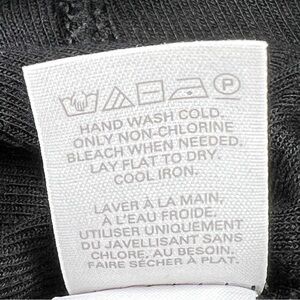 P
HAND WASH COLD.
ONLY NON-CHLORINE
BLEACH WHEN NEEDED.
LAY FLAT TO DRY.
COOL IRON.
LAVER À LA MAIN,
À L'EAU FROIDE.
UTILISER UNIQUEMENT
DU JAVELLISANT SANS
CHLORE, AU BESOIN.
FAIRE SÉCHER À PLAT.